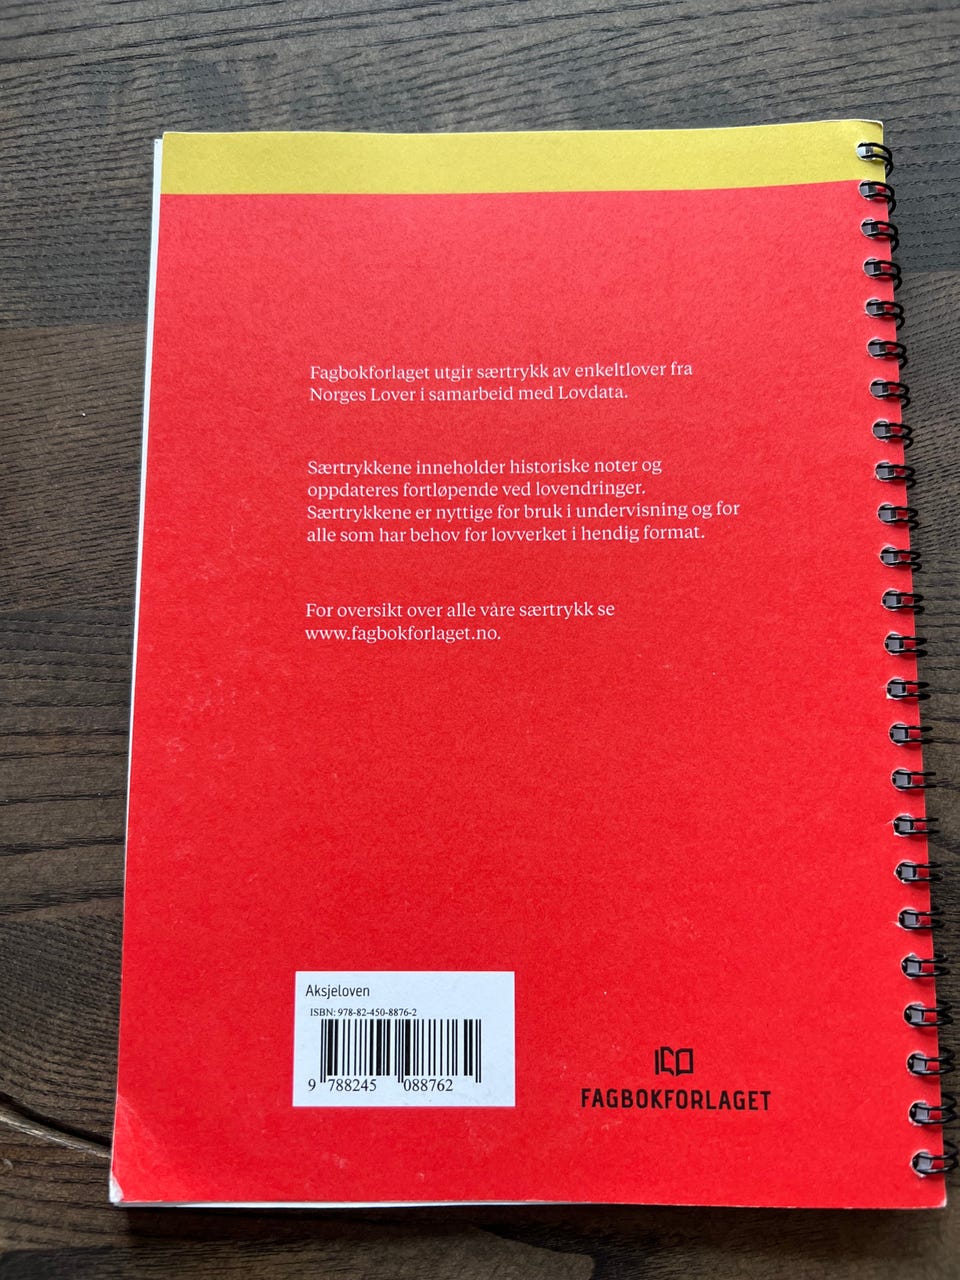 Fagbokforlaget utgir særtrykk av enkeltlover fra
Norges Lover i samarbeid med Lovdata.
Særtrykkene inneholder historiske noter og
oppdateres fortløpende ved lovendringer.
Særtrykkene er nyttige for bruk i undervisning og for
alle som har behov for lovverket i hendig format.
For oversikt over alle våre særtrykk se
www.fagbokforlaget.no.
Aksjeloven
ISBN: 978-82-450-8876-2
9 788245 088762
FAGBOKFORLAGET